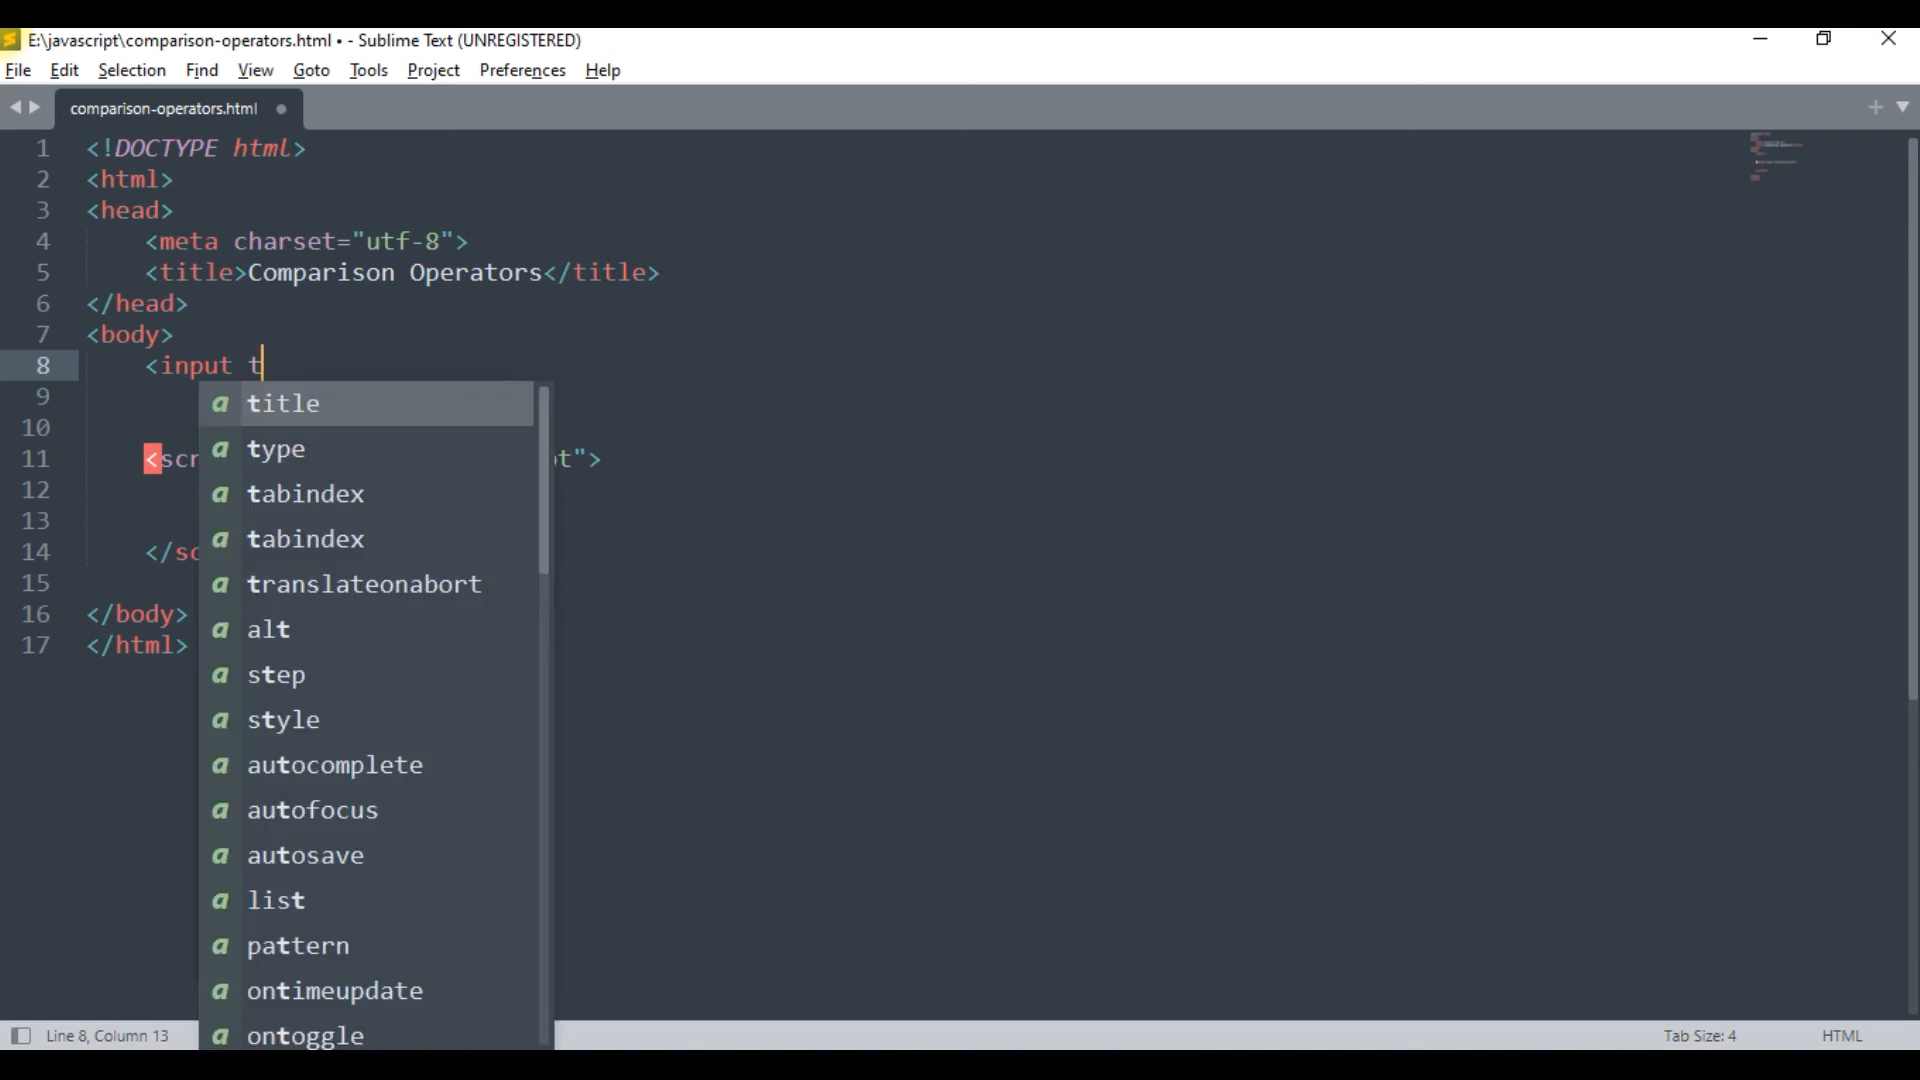 E:\javascript\comparison-operators.html • - Sublime Text (UNREGISTERED)
File Edit Selection Find View Goto Tools Project Preferences Help
comparison-operators.html
1 <!DOCTYPE html>
2 <html>
3 <head>
4 <meta charset="utf-8">
5 <title>Comparison Operators</title>
6 </head>
7 <body>
8 <input t
9
10
11 <scr t">
12
13
14 </sc
15
16 </body>
17 </html>
a title
a type
a tabindex
a tabindex
a translateonabort
a alt
a step
a style
a autocomplete
a autofocus
a autosave
a list
a pattern
a ontimeupdate
a ontoggle
Line 8, Column 13 Tab Size: 4 HTML